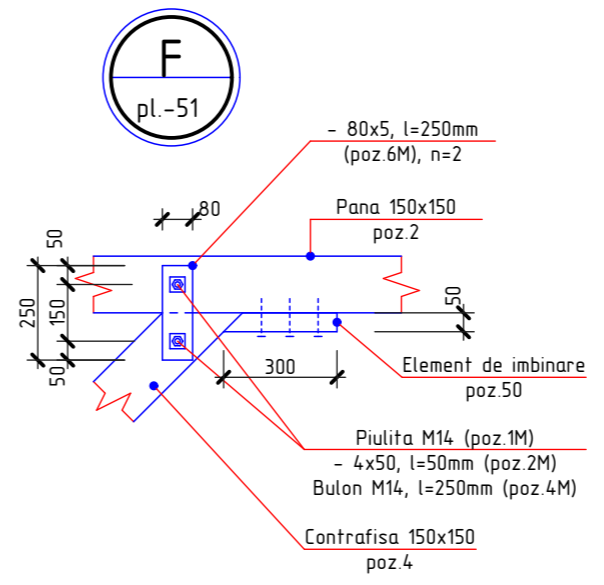 F
pl.-51
- 80x5, l=250mm
(poz.6M), n=2
80
Pana 150x150
poz.2
50
250
150
50
50
300
Element de imbinare
poz.50
Piulita M14 (poz.1M)
- 4x50, l=50mm (poz.2M)
Bulon M14, l=250mm (poz.4M)
Contrafisa 150x150
poz.4